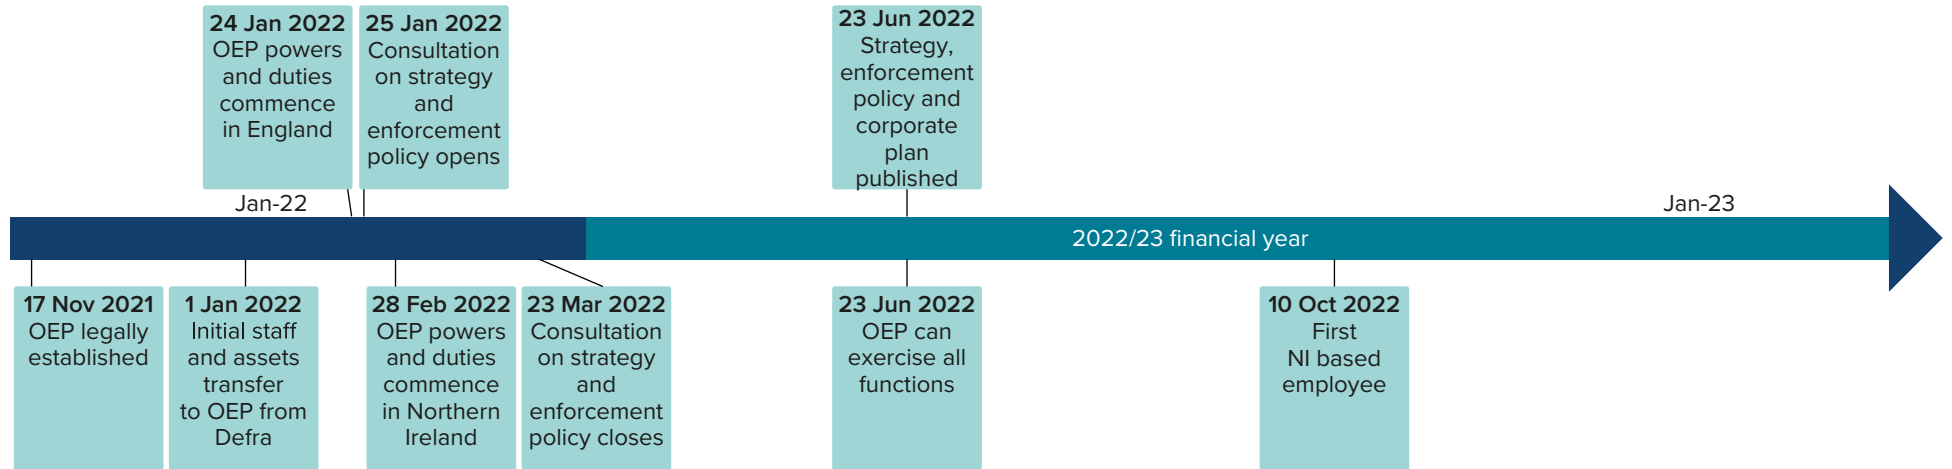 24 Jan 2022
OEP powers
and duties
commence
in England
25 Jan 2022
Consultation
on strategy
and
enforcement
policy opens
23 Jun 2022
Strategy,
enforcement
policy and
corporate
plan
published
Jan-22
Jan-23
2022/23 financial year
17 Nov 2021
OEP legally
established
1 Jan 2022
Initial staff
and assets
transfer
to OEP from
Defra
28 Feb 2022
OEP powers
and duties
commence
in Northern
Ireland
23 Mar 2022
Consultation
on strategy
and
enforcement
policy closes
23 Jun 2022
OEP can
exercise all
functions
10 Oct 2022
First
NI based
employee